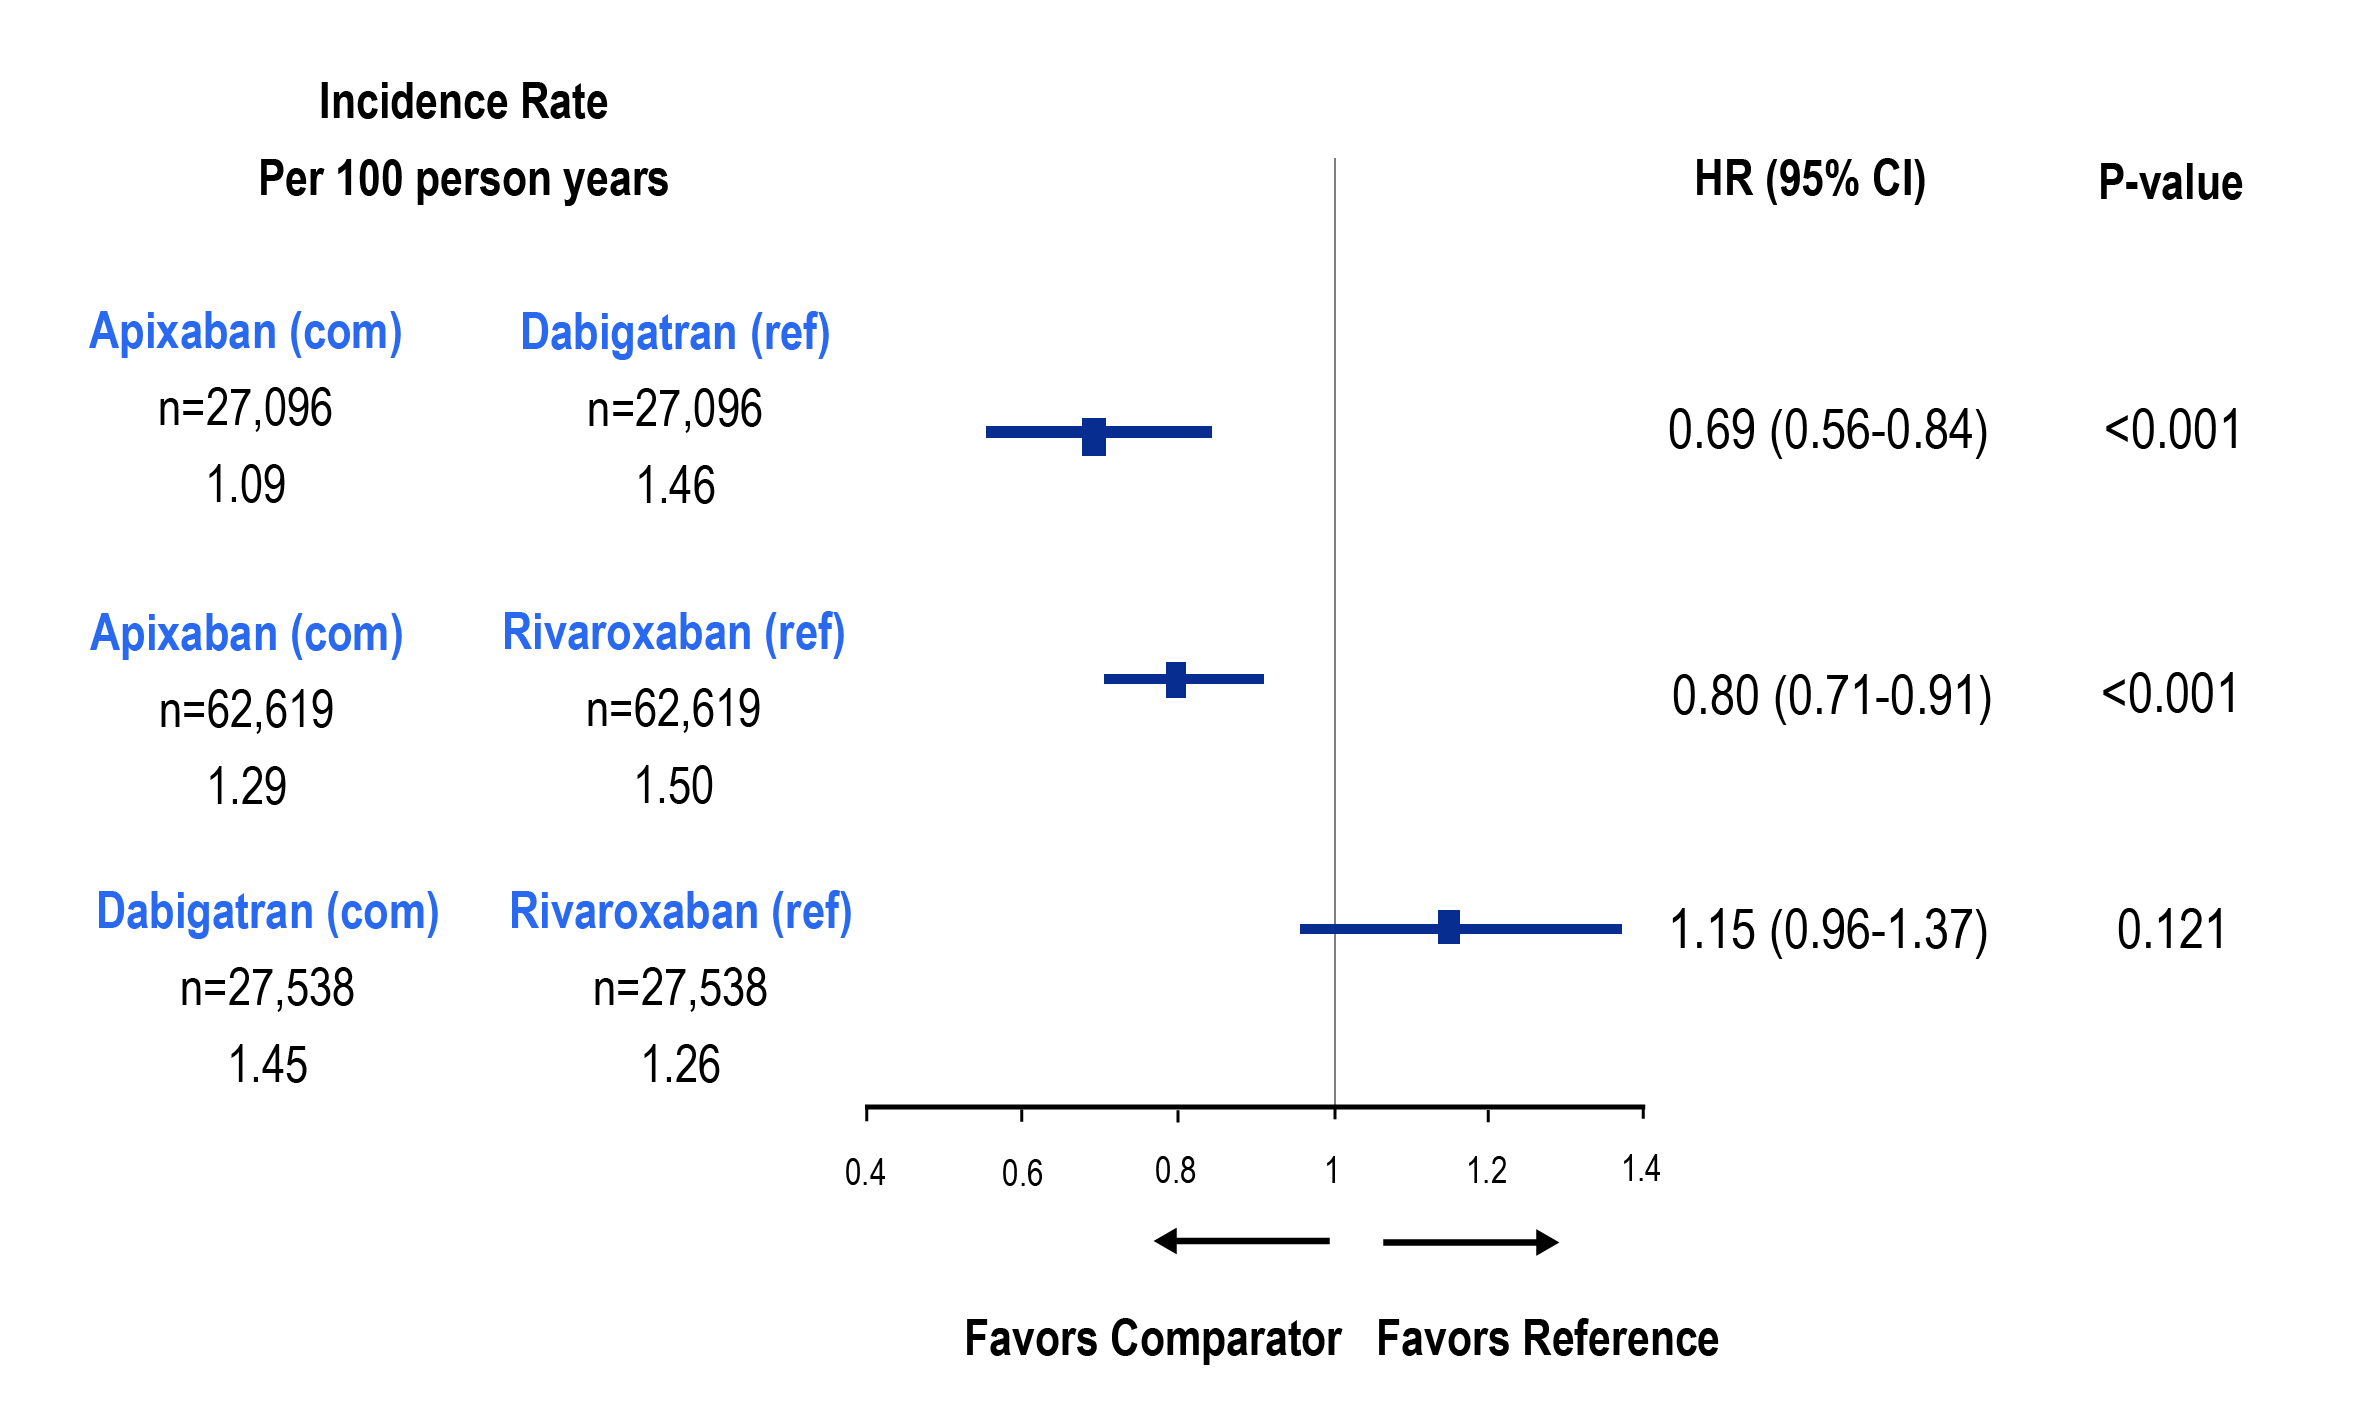 Incidence Rate
Per 100 person years
HR (95% CI)
P-value
Apixaban (com)
Dabigatran (ref)
n=27,096
n=27,096
1.09
1.46
0.69 (0.56-0.84)
<0.001
Apixaban (com)
Rivaroxaban (ref)
n=62,619
n=62,619
1.29
1.50
0.80 (0.71-0.91)
<0.001
Dabigatran (com)
Rivaroxaban (ref)
n=27,538
n=27,538
1.45
1.26
1.15 (0.96-1.37)
0.121
0.4
0.6
0.8
1
1.2
1.4
Favors Comparator
Favors Reference